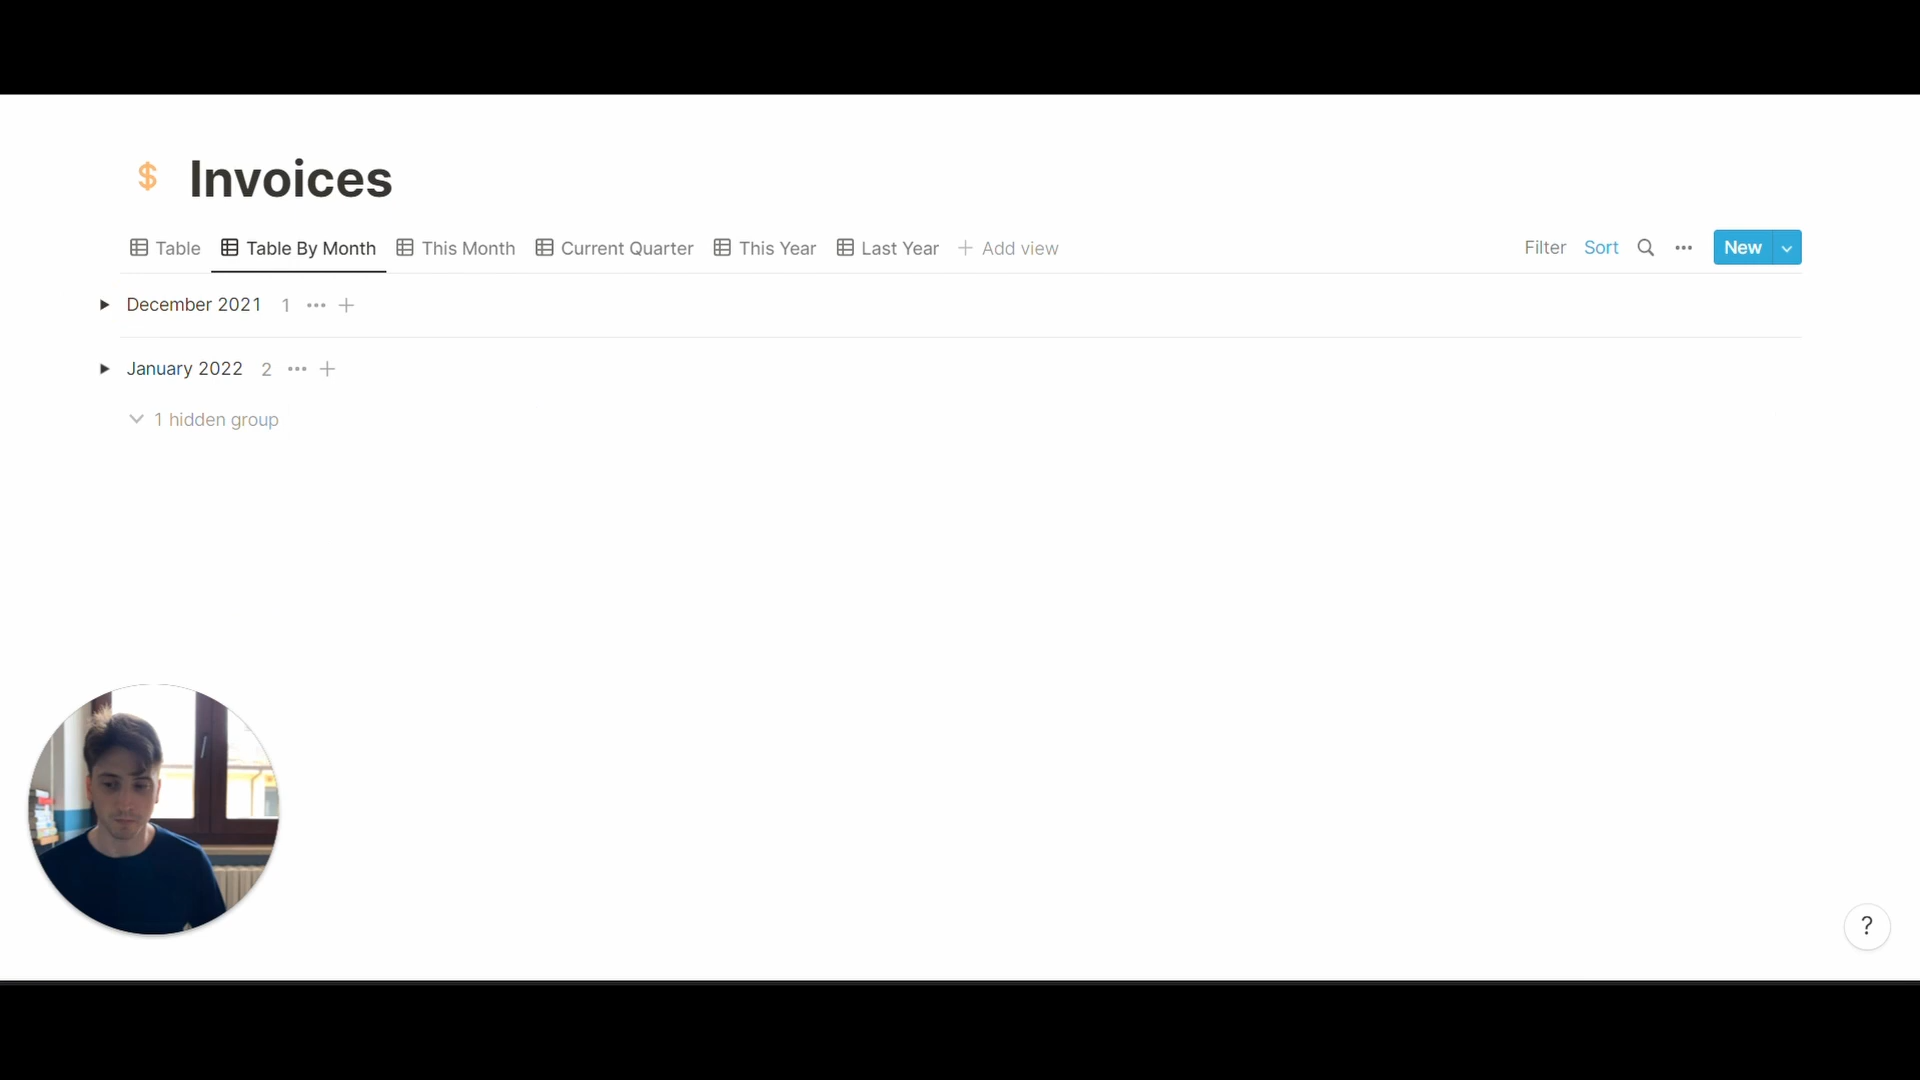 $ Invoices
Table Table By Month This Month Current Quarter This Year Last Year + Add view Filter Sort ••• New
December 2021 1 ••• +
January 2022 2 ••• +
1 hidden group
?